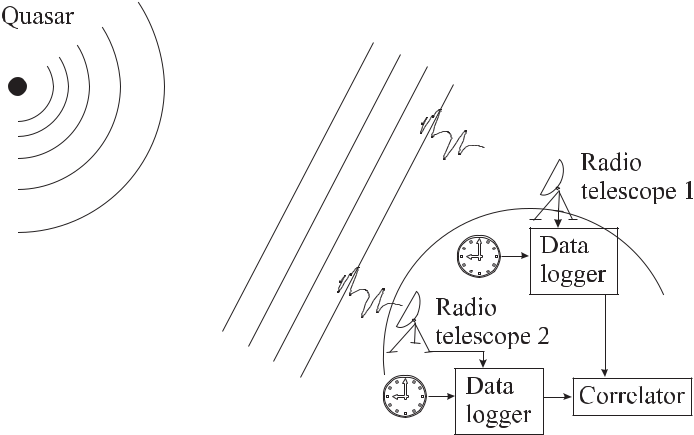 Quasar
Radio
telescope 1
Data
logger
Radio
telescope 2
Data
logger
Correlator